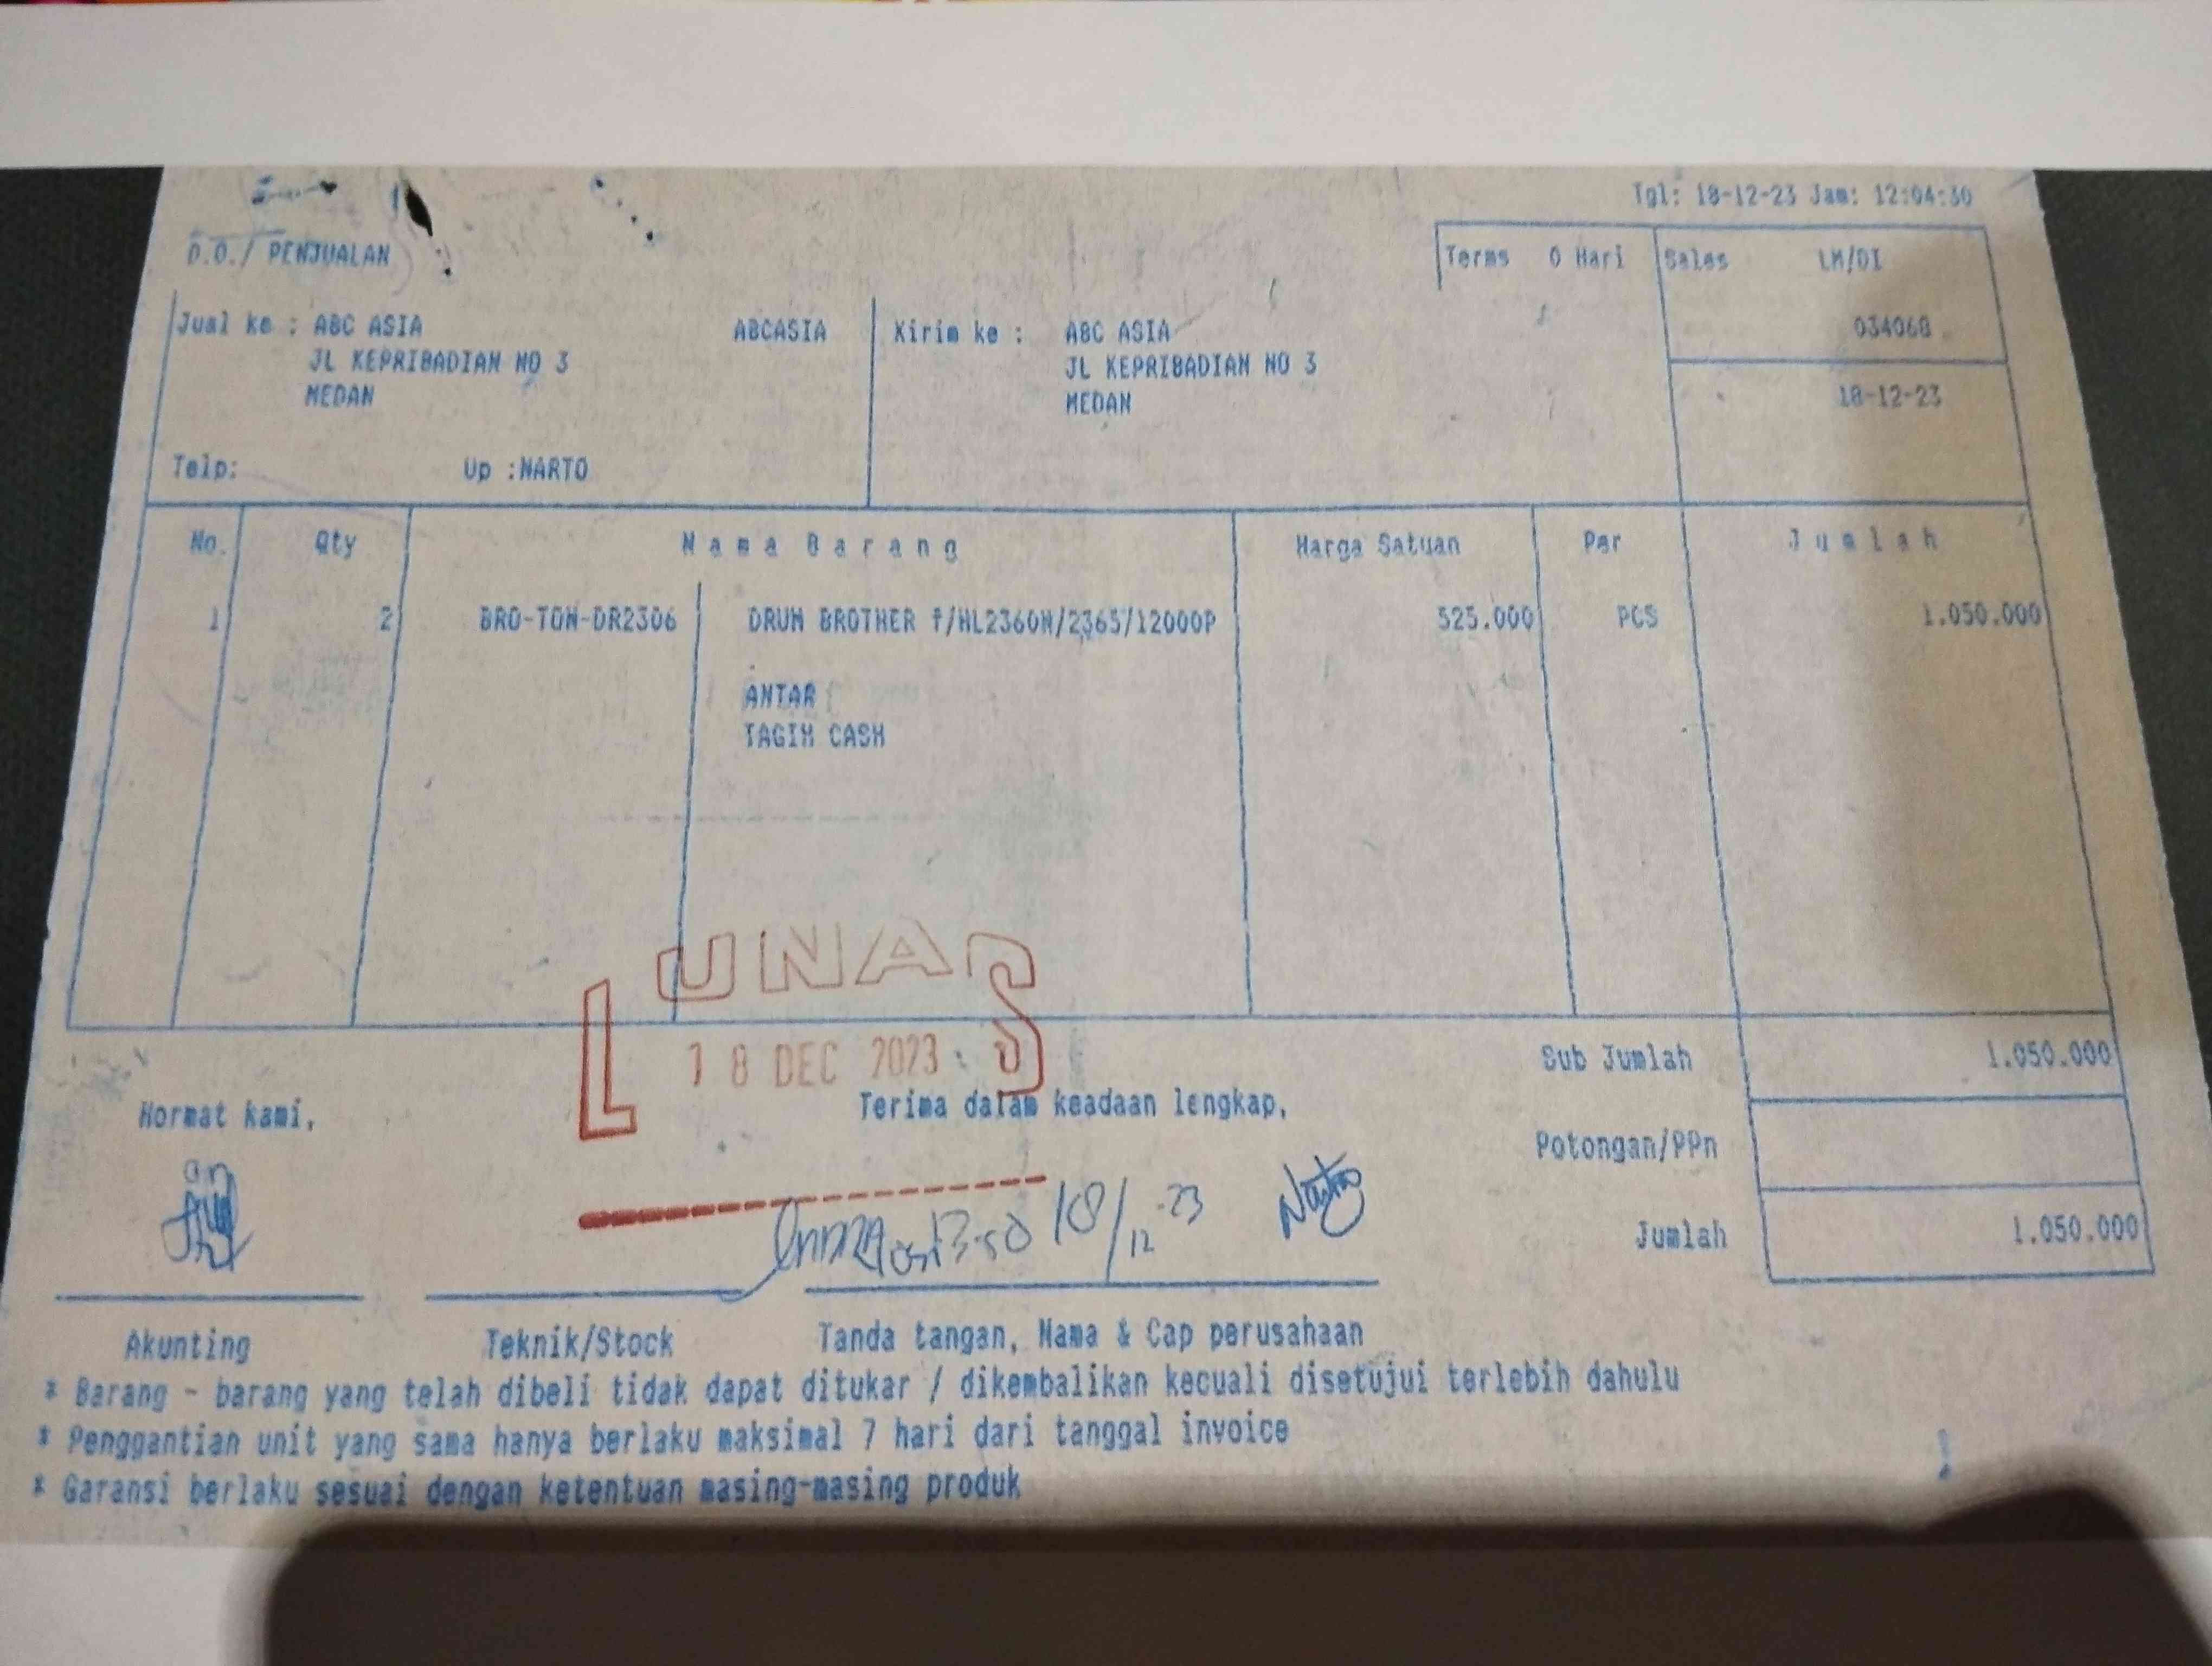 Tgl: 18-12-23 Jam: 12:04:30
D.O./ PENJUALAN
Terms 0 Hari Sales LM/DI
Jual ke : ABC ASIA ABCASIA Kirim ke : ABC ASIA 034068
JL KEPRIBADIAN NO 3 JL KEPRIBADIAN NO 3
MEDAN MEDAN 18-12-23
Telp: Up :NARTO
No. Qty Nama Barang Harga Satuan Per Jumlah
1 2 BRO-TON-DR2306 DRUM BROTHER f/HL2360N/2365/12000P 525.000 PCS 1.050.000
ANTAR
TAGIH CASH
LUNAS
18 DEC 2023
Sub Jumlah 1.050.000
Hormat kami, Terima dalam keadaan lengkap,
Potongan/PPn
18/12-23 Narto
Jumlah 1.050.000
Akunting Teknik/Stock Tanda tangan, Nama & Cap perusahaan
* Barang - barang yang telah dibeli tidak dapat ditukar / dikembalikan kecuali disetujui terlebih dahulu
* Penggantian unit yang sama hanya berlaku maksimal 7 hari dari tanggal invoice
* Garansi berlaku sesuai dengan ketentuan masing-masing produk